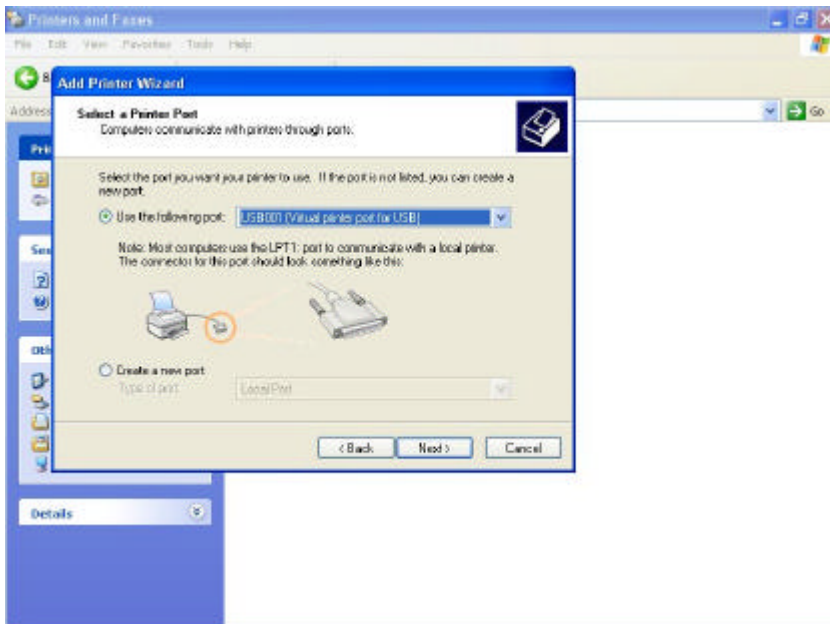 Printers and Faxes
File Edit View Favorites Tools Help
Address
Go
Add Printer Wizard
Select a Printer Port
Computers communicate with printers through ports.
Select the port you want your printer to use. If the port is not listed, you can create a
new port.
Use the following port: USB001 (Virtual printer port for USB)
Note: Most computers use the LPT1: port to communicate with a local printer.
The connector for this port should look something like this:
Create a new port
Type of port: Local Port
< Back Next > Cancel
Details